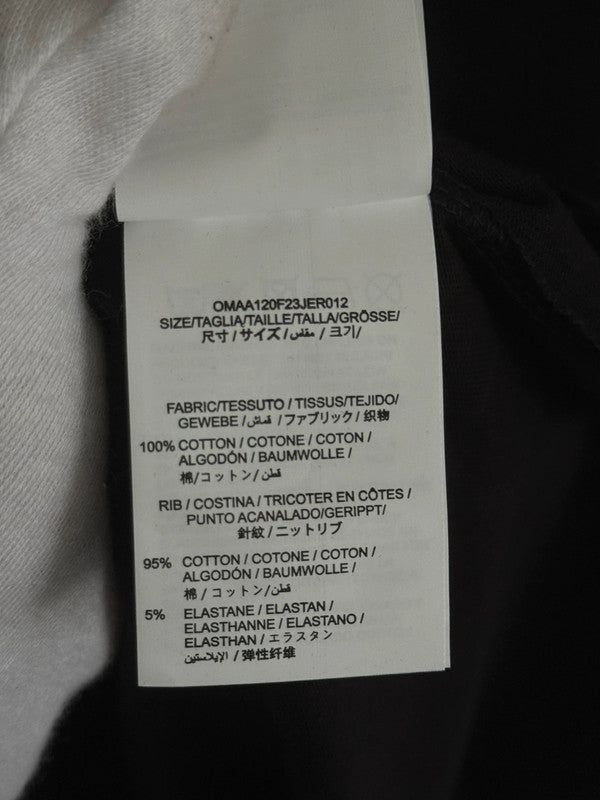 OMAA120F23JER012
SIZE/TAGLIA/TAILLE/TALLA/GRÖSSE/
尺寸 / サイズ / مقاس / 크기/
FABRIC/TESSUTO / TISSUS/TEJIDO/
GEWEBE / قماش / ファブリック / 织物
100% COTTON / COTONE / COTON /
ALGODÓN / BAUMWOLLE /
棉/コットン/قطن
RIB / COSTINA / TRICOTER EN CÔTES /
PUNTO ACANALADO/GERIPPT/
針紋 / ニットリブ
95% COTTON / COTONE / COTON /
ALGODÓN / BAUMWOLLE /
棉 / コットン/قطن
5% ELASTANE / ELASTAN /
ELASTHANNE / ELASTANO /
ELASTHAN / エラスタン
الإيلاستين / 弹性纤维